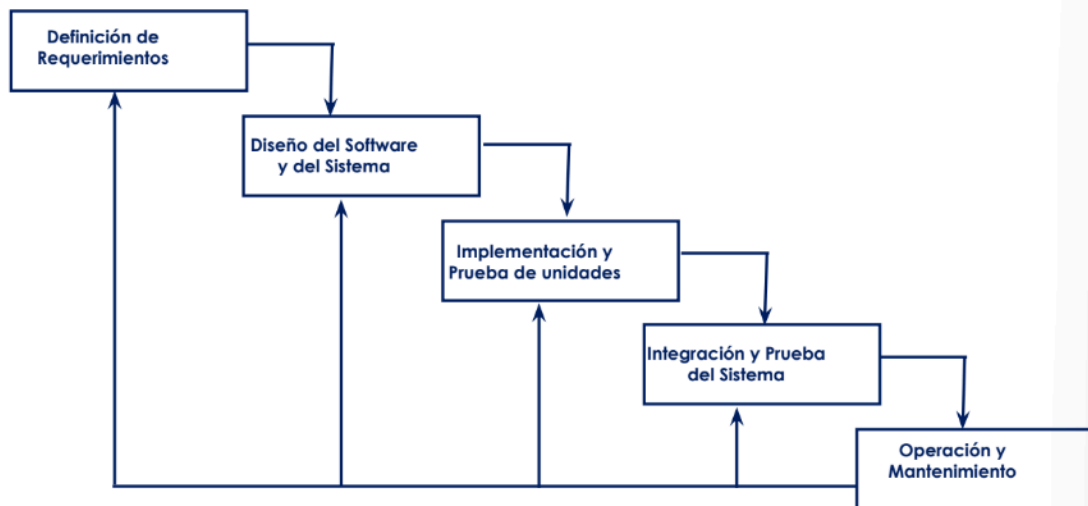 Definición de
Requerimientos
Diseño del Software
y del Sistema
Implementación y
Prueba de unidades
Integración y Prueba
del Sistema
Operación y
Mantenimiento